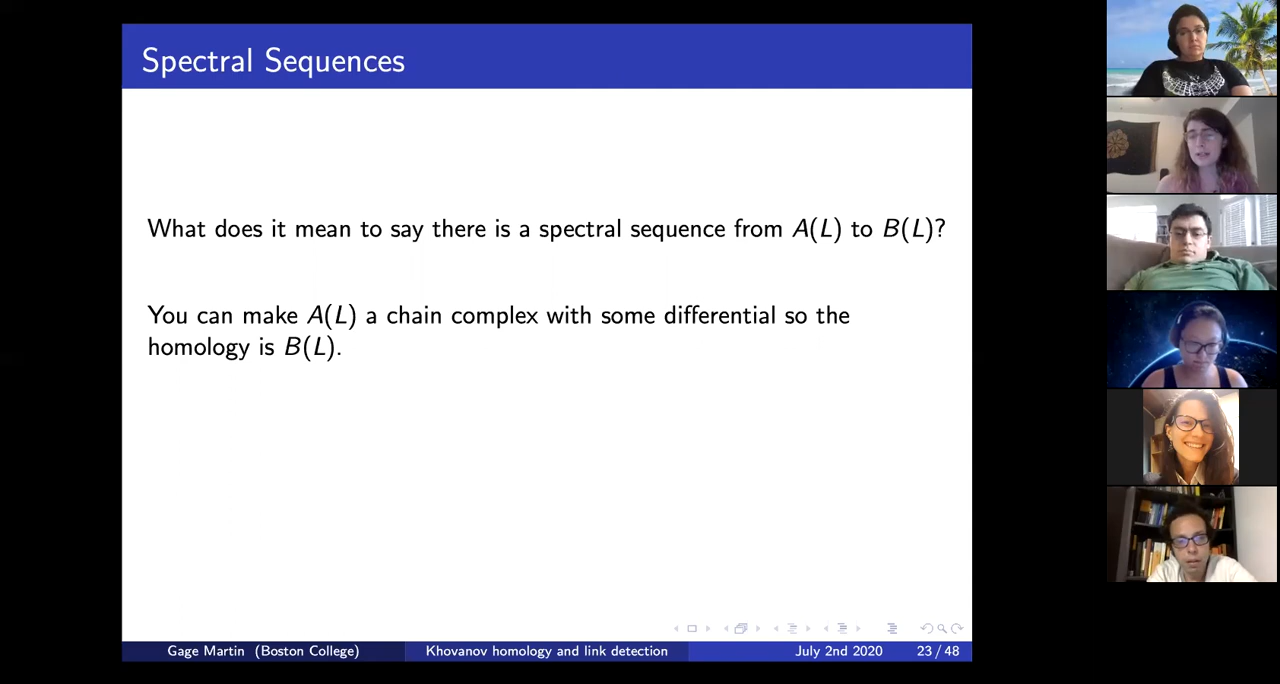 Spectral Sequences
What does it mean to say there is a spectral sequence from A(L) to B(L)?
You can make A(L) a chain complex with some differential so the
homology is B(L).
Gage Martin (Boston College)
Khovanov homology and link detection
July 2nd 2020
23 / 48